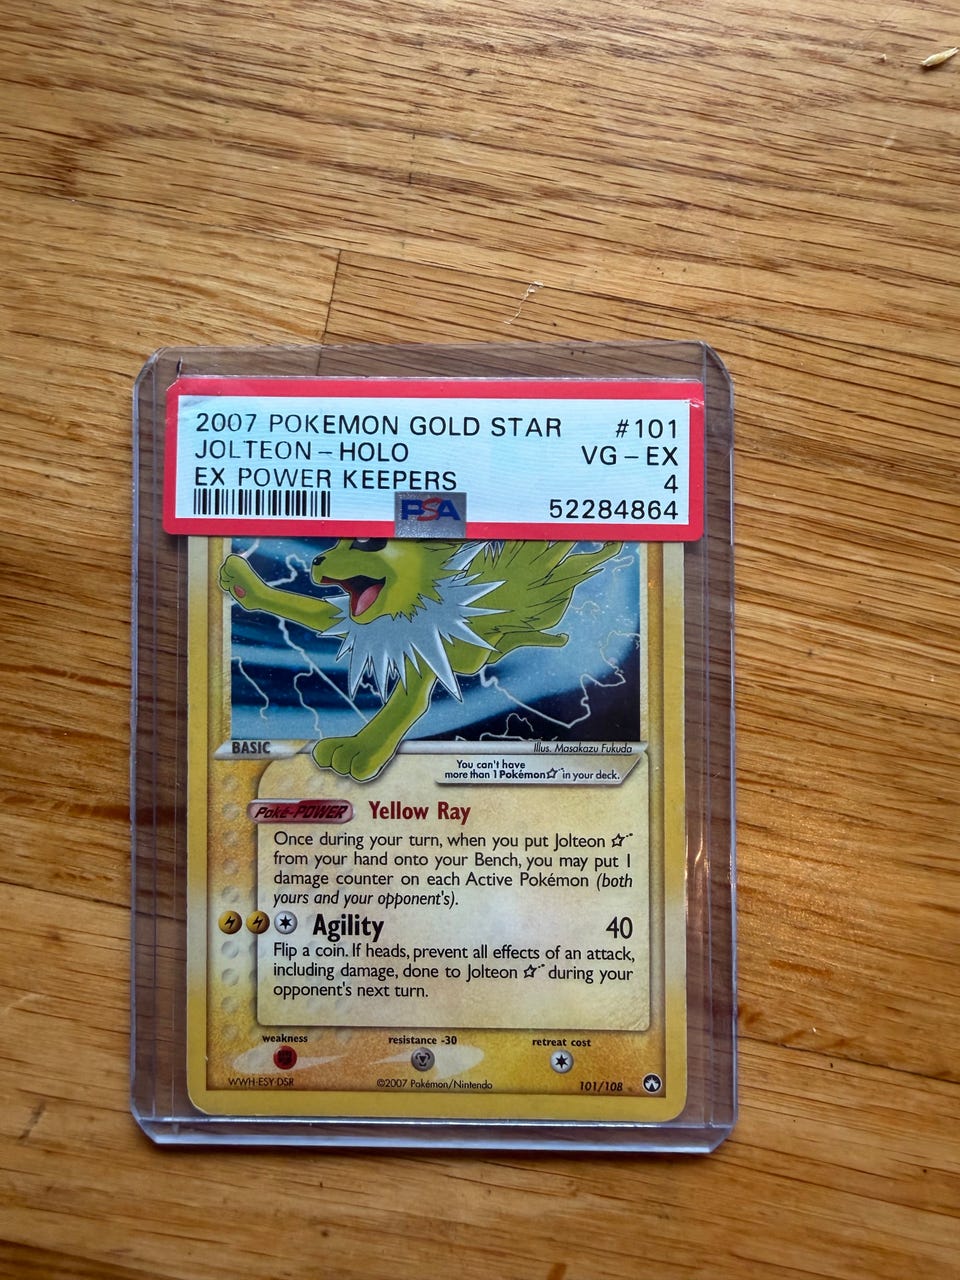 2007 POKEMON GOLD STAR #101
JOLTEON-HOLO VG-EX
EX POWER KEEPERS 4
PSA 52284864
BASIC Illus. Masakazu Fukuda
You can't have
more than 1 Pokémon☆ in your deck.
Poké-POWER Yellow Ray
Once during your turn, when you put Jolteon ☆
from your hand onto your Bench, you may put 1
damage counter on each Active Pokémon (both
yours and your opponent's).
Agility 40
Flip a coin. If heads, prevent all effects of an attack,
including damage, done to Jolteon ☆ during your
opponent's next turn.
weakness resistance -30 retreat cost
WWH-ESY-DSR ©2007 Pokémon/Nintendo 101/108